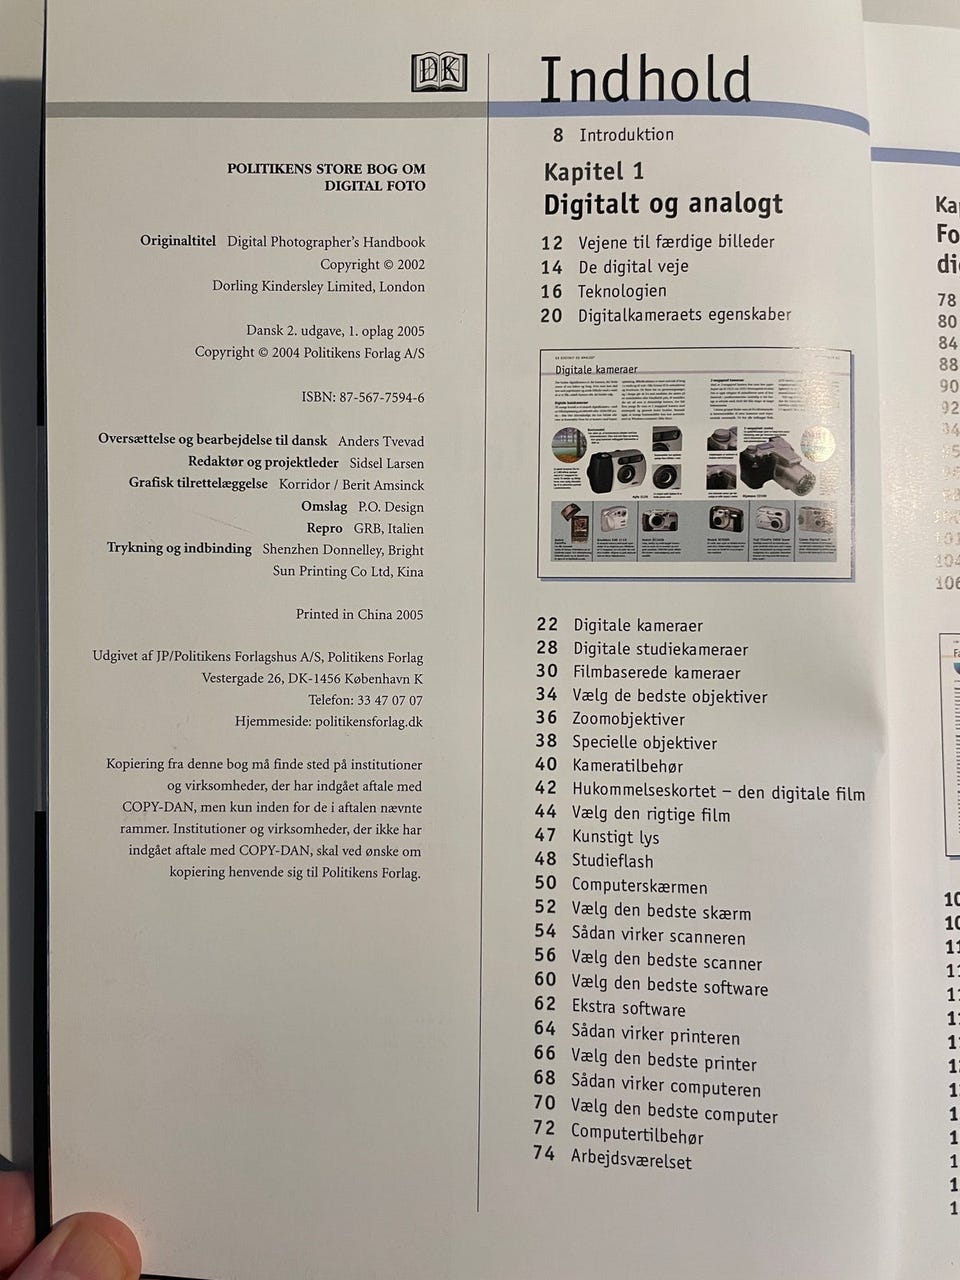 DK
POLITIKENS STORE BOG OM
DIGITAL FOTO
Originaltitel Digital Photographer's Handbook
Copyright © 2002
Dorling Kindersley Limited, London
Dansk 2. udgave, 1. oplag 2005
Copyright © 2004 Politikens Forlag A/S
ISBN: 87-567-7594-6
Oversættelse og bearbejdelse til dansk Anders Tvevad
Redaktør og projektleder Sidsel Larsen
Grafisk tilrettelæggelse Korridor / Berit Amsinck
Omslag P.O. Design
Repro GRB, Italien
Trykning og indbinding Shenzhen Donnelley, Bright
Sun Printing Co Ltd, Kina
Printed in China 2005
Udgivet af JP/Politikens Forlagshus A/S, Politikens Forlag
Vestergade 26, DK-1456 København K
Telefon: 33 47 07 07
Hjemmeside: politikensforlag.dk
Kopiering fra denne bog må finde sted på institutioner
og virksomheder, der har indgået aftale med
COPY-DAN, men kun inden for de i aftalen nævnte
rammer. Institutioner og virksomheder, der ikke har
indgået aftale med COPY-DAN, skal ved ønske om
kopiering henvende sig til Politikens Forlag.
Indhold
8 Introduktion
Kapitel 1
Digitalt og analogt
12 Vejene til færdige billeder
14 De digital veje
16 Teknologien
20 Digitalkameraets egenskaber
Digitale kameraer
22 Digitale kameraer
28 Digitale studiekameraer
30 Filmbaserede kameraer
34 Vælg de bedste objektiver
36 Zoomobjektiver
38 Specielle objektiver
40 Kameratilbehør
42 Hukommelseskortet – den digitale film
44 Vælg den rigtige film
47 Kunstigt lys
48 Studieflash
50 Computerskærmen
52 Vælg den bedste skærm
54 Sådan virker scanneren
56 Vælg den bedste scanner
60 Vælg den bedste software
62 Ekstra software
64 Sådan virker printeren
66 Vælg den bedste printer
68 Sådan virker computeren
70 Vælg den bedste computer
72 Computertilbehør
74 Arbejdsværelset
78
80
84
88
90
92